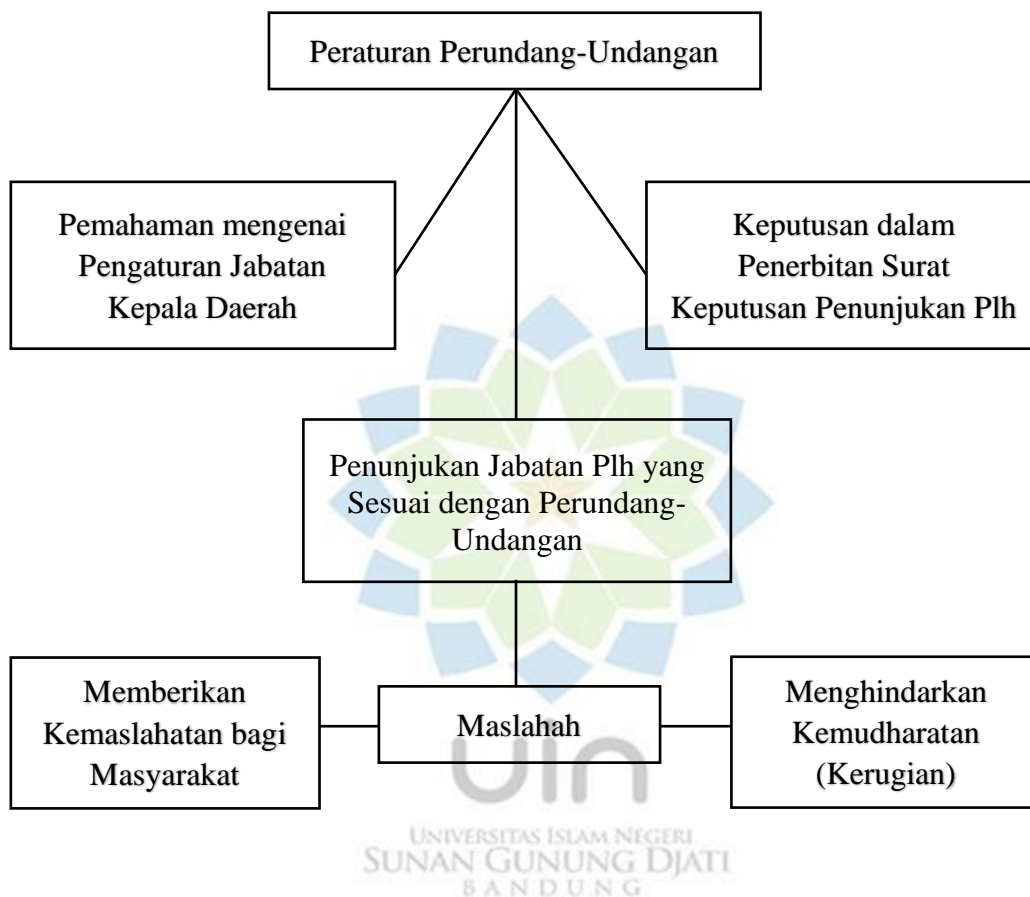 Peraturan Perundang-Undangan
Pemahaman mengenai
Pengaturan Jabatan
Kepala Daerah
Keputusan dalam
Penerbitan Surat
Keputusan Penunjukan Plh
Penunjukan Jabatan Plh yang
Sesuai dengan Perundang-
Undangan
Memberikan
Kemaslahatan bagi
Masyarakat
Maslahah
Menghindarkan
Kemudharatan
(Kerugian)
uin
UNIVERSITAS ISLAM NEGERI
SUNAN GUNUNG DJATI
BANDUNG